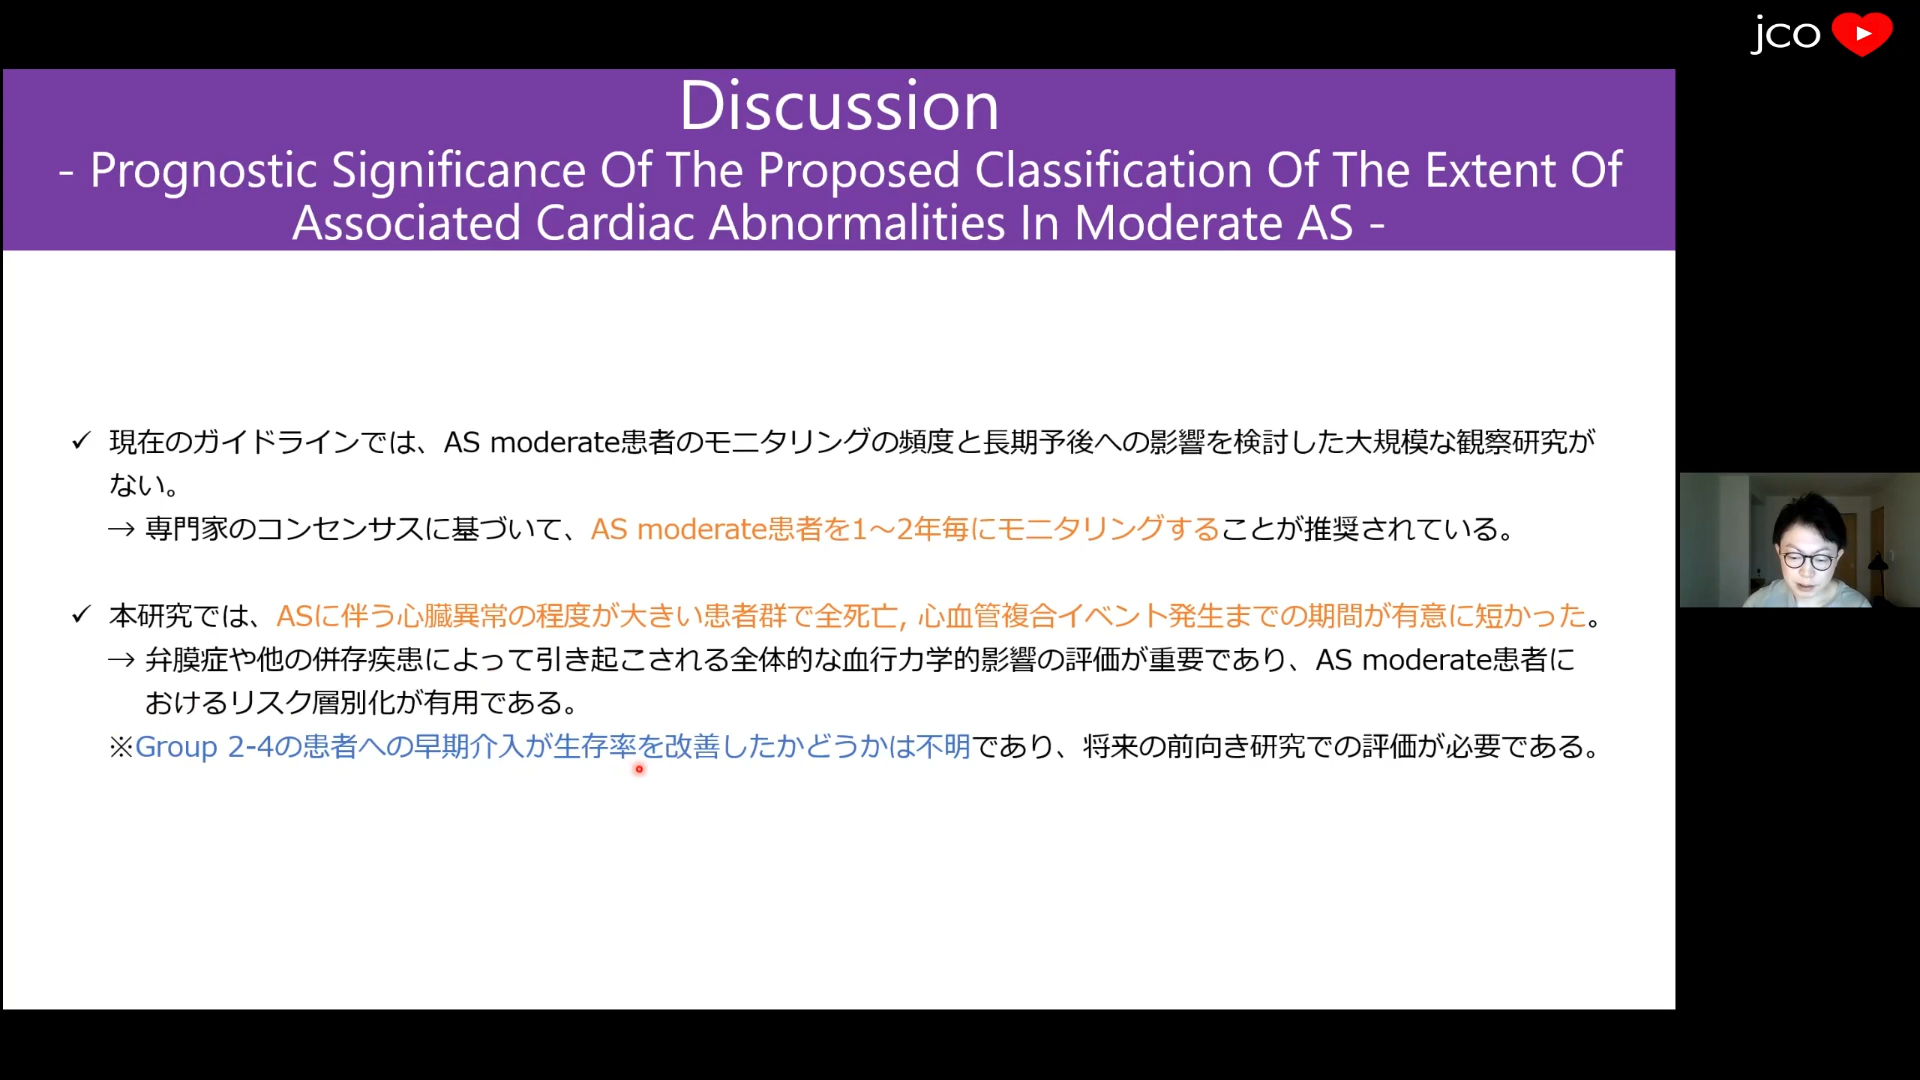 jco
Discussion
- Prognostic Significance Of The Proposed Classification Of The Extent Of
Associated Cardiac Abnormalities In Moderate AS -
✓ 現在のガイドラインでは、AS moderate患者のモニタリングの頻度と長期予後への影響を検討した大規模な観察研究が
ない。
→ 専門家のコンセンサスに基づいて、AS moderate患者を1～2年毎にモニタリングすることが推奨されている。
✓ 本研究では、ASに伴う心臓異常の程度が大きい患者群で全死亡, 心血管複合イベント発生までの期間が有意に短かった。
→ 弁膜症や他の併存疾患によって引き起こされる全体的な血行力学的影響の評価が重要であり、AS moderate患者に
おけるリスク層別化が有用である。
※Group 2-4の患者への早期介入が生存率を改善したかどうかは不明であり、将来の前向き研究での評価が必要である。